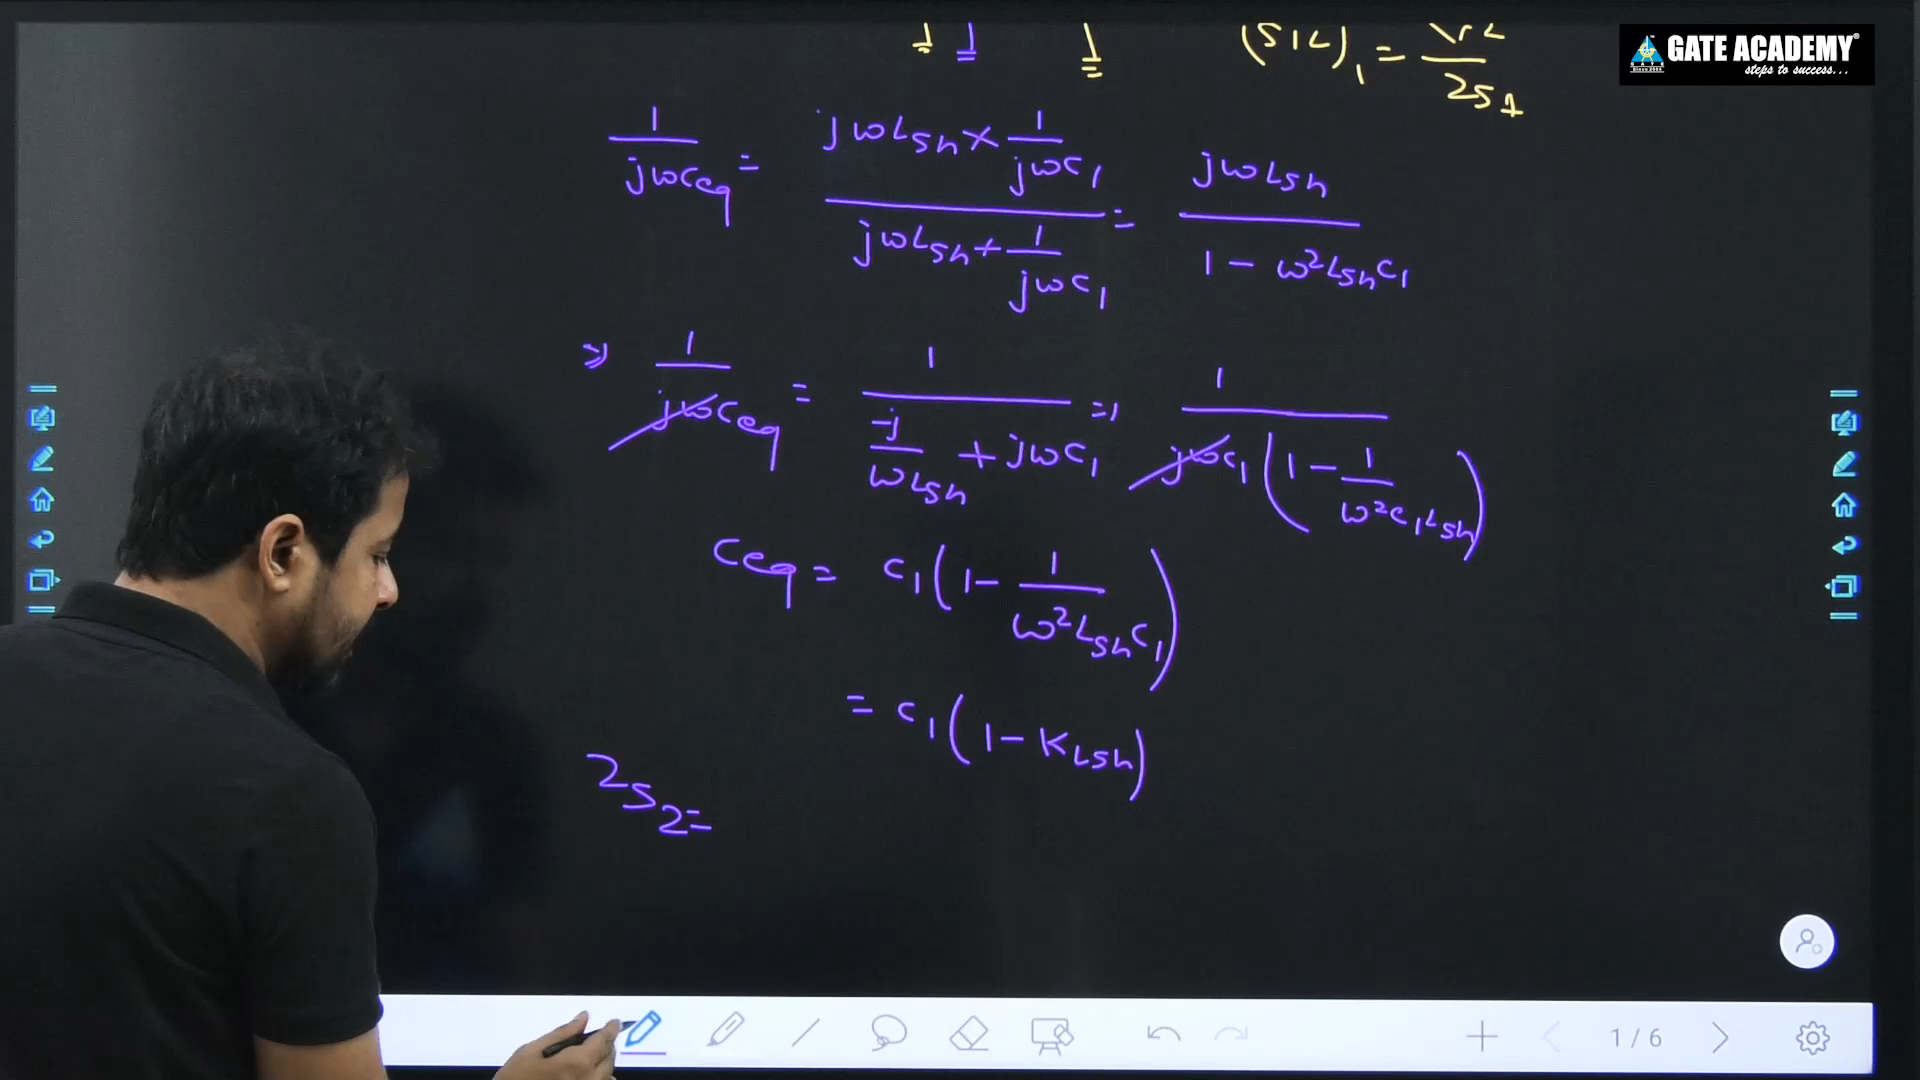 (SIL)₁ = / Zs₁
GATE ACADEMY®
steps to success...
1/jωCeq = (jωLsh × 1/jωC₁) / (jωLsh + 1/jωC₁) = jωLsh / (1 - ω²LshC₁)
⇒ 1/jωCeq = 1 / (-j/ωLsh + jωC₁) ⇒ 1 / jωC₁(1 - 1/ω²C₁Lsh)
Ceq = C₁(1 - 1/ω²LshC₁)
= C₁(1 - KLsh)
Zs₂=
1 / 6